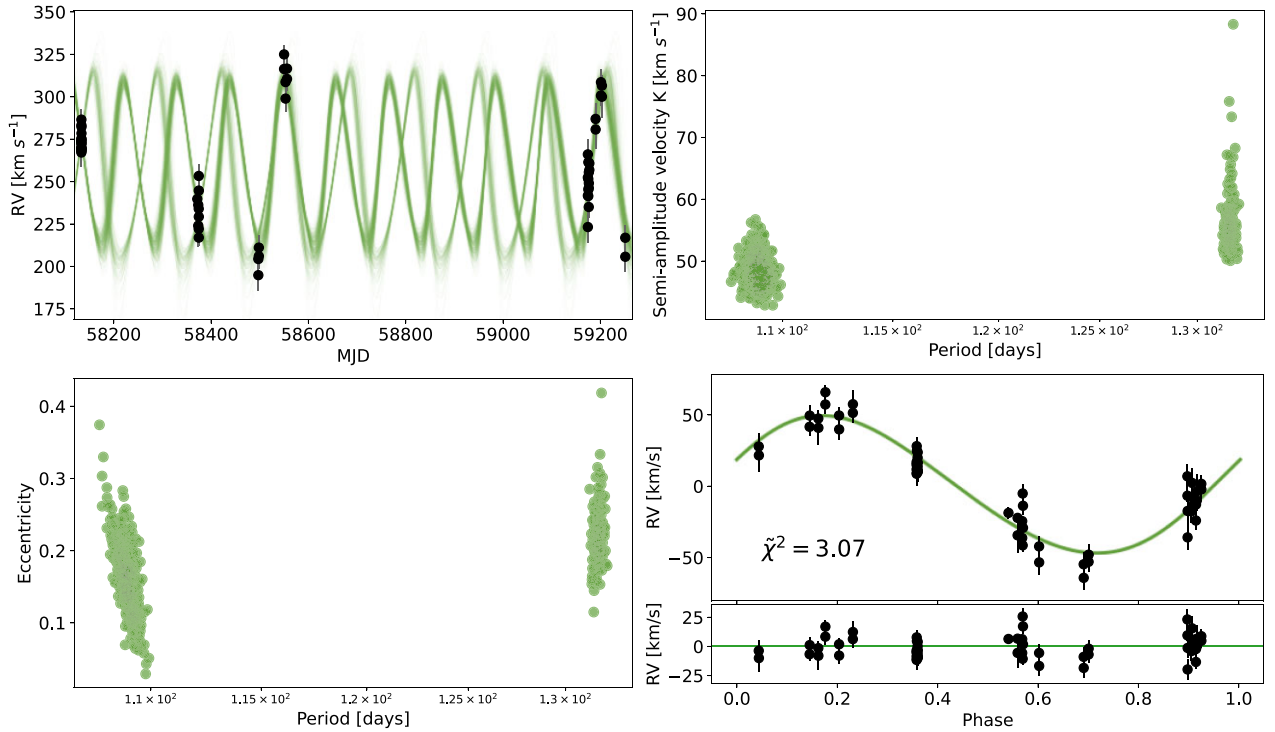 350
325
300
275
250
225
200
175
RV [km s⁻¹]
58200 58400 58600 58800 59000 59200
MJD
90
80
70
60
50
Semi-amplitude velocity K [km s⁻¹]
1.1 × 10² 1.15 × 10² 1.2 × 10² 1.25 × 10² 1.3 × 10²
Period [days]
0.4
0.3
0.2
0.1
Eccentricity
1.1 × 10² 1.15 × 10² 1.2 × 10² 1.25 × 10² 1.3 × 10²
Period [days]
50
0
−50
RV [km/s]
χ̃² = 3.07
25
0
−25
RV [km/s]
0.0 0.2 0.4 0.6 0.8 1.0
Phase